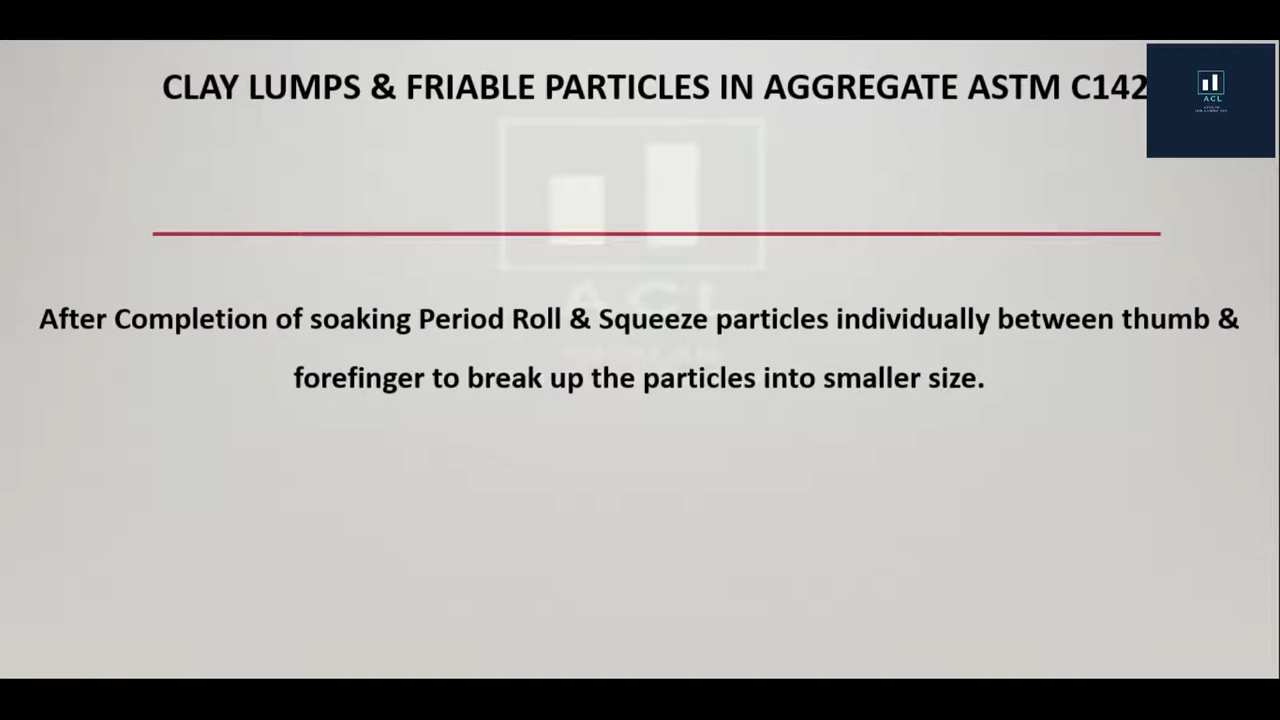 CLAY LUMPS & FRIABLE PARTICLES IN AGGREGATE ASTM C142
ACL
After Completion of soaking Period Roll & Squeeze particles individually between thumb &
forefinger to break up the particles into smaller size.
ACL